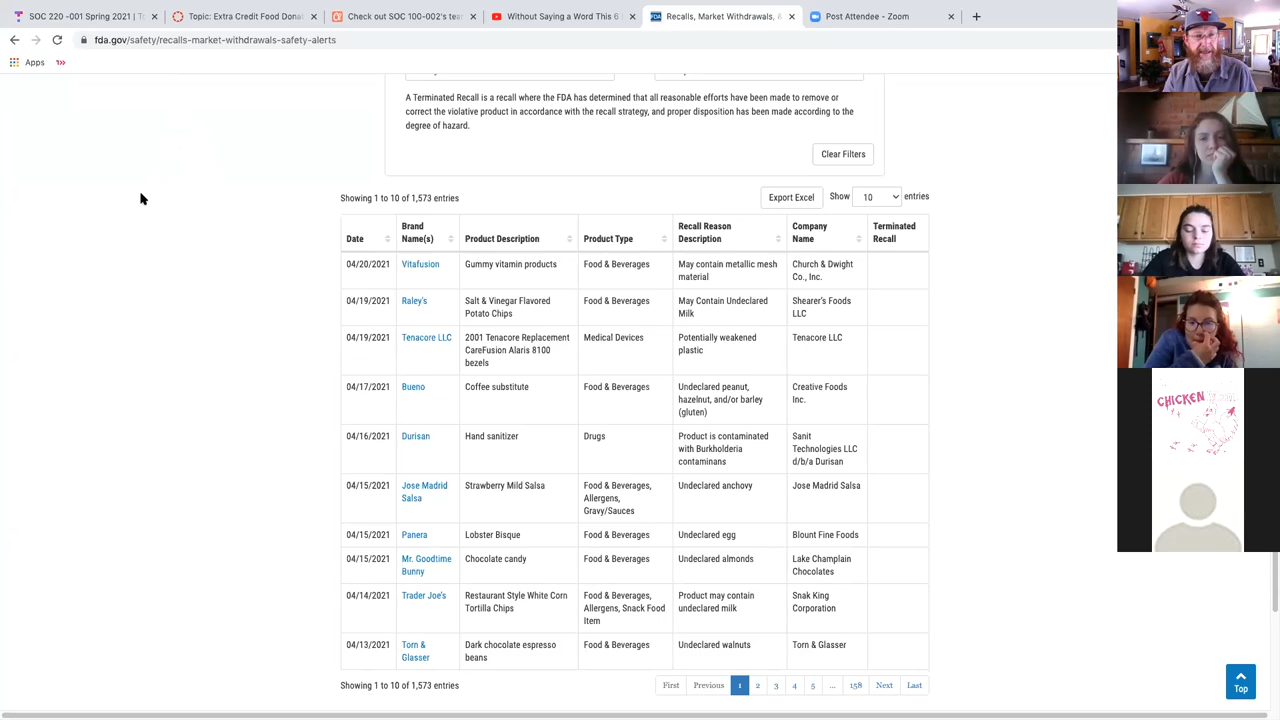 SOC 220 -001 Spring 2021 | T
Topic: Extra Credit Food Dona
Check out SOC 100-002's tea
Without Saying a Word This 6
Recalls, Market Withdrawals, &
Post Attendee - Zoom
fda.gov/safety/recalls-market-withdrawals-safety-alerts
Apps
A Terminated Recall is a recall where the FDA has determined that all reasonable efforts have been made to remove or
correct the violative product in accordance with the recall strategy, and proper disposition has been made according to the
degree of hazard.
Clear Filters
Showing 1 to 10 of 1,573 entries
Export Excel
Show 10 entries
Date
Brand
Name(s)
Product Description
Product Type
Recall Reason
Description
Company
Name
Terminated
Recall
04/20/2021
Vitafusion
Gummy vitamin products
Food & Beverages
May contain metallic mesh
material
Church & Dwight
Co., Inc.
04/19/2021
Raley's
Salt & Vinegar Flavored
Potato Chips
Food & Beverages
May Contain Undeclared
Milk
Shearer's Foods
LLC
04/19/2021
Tenacore LLC
2001 Tenacore Replacement
CareFusion Alaris 8100
bezels
Medical Devices
Potentially weakened
plastic
Tenacore LLC
04/17/2021
Bueno
Coffee substitute
Food & Beverages
Undeclared peanut,
hazelnut, and/or barley
(gluten)
Creative Foods
Inc.
04/16/2021
Durisan
Hand sanitizer
Drugs
Product is contaminated
with Burkholderia
contaminans
Sanit
Technologies LLC
d/b/a Durisan
04/15/2021
Jose Madrid
Salsa
Strawberry Mild Salsa
Food & Beverages,
Allergens,
Gravy/Sauces
Undeclared anchovy
Jose Madrid Salsa
04/15/2021
Panera
Lobster Bisque
Food & Beverages
Undeclared egg
Blount Fine Foods
04/15/2021
Mr. Goodtime
Bunny
Chocolate candy
Food & Beverages
Undeclared almonds
Lake Champlain
Chocolates
04/14/2021
Trader Joe's
Restaurant Style White Corn
Tortilla Chips
Food & Beverages,
Allergens, Snack Food
Item
Product may contain
undeclared milk
Snak King
Corporation
04/13/2021
Torn &
Glasser
Dark chocolate espresso
beans
Food & Beverages
Undeclared walnuts
Torn & Glasser
Showing 1 to 10 of 1,573 entries
First Previous 1 2 3 4 5 ... 158 Next Last
Top
CHICKEN